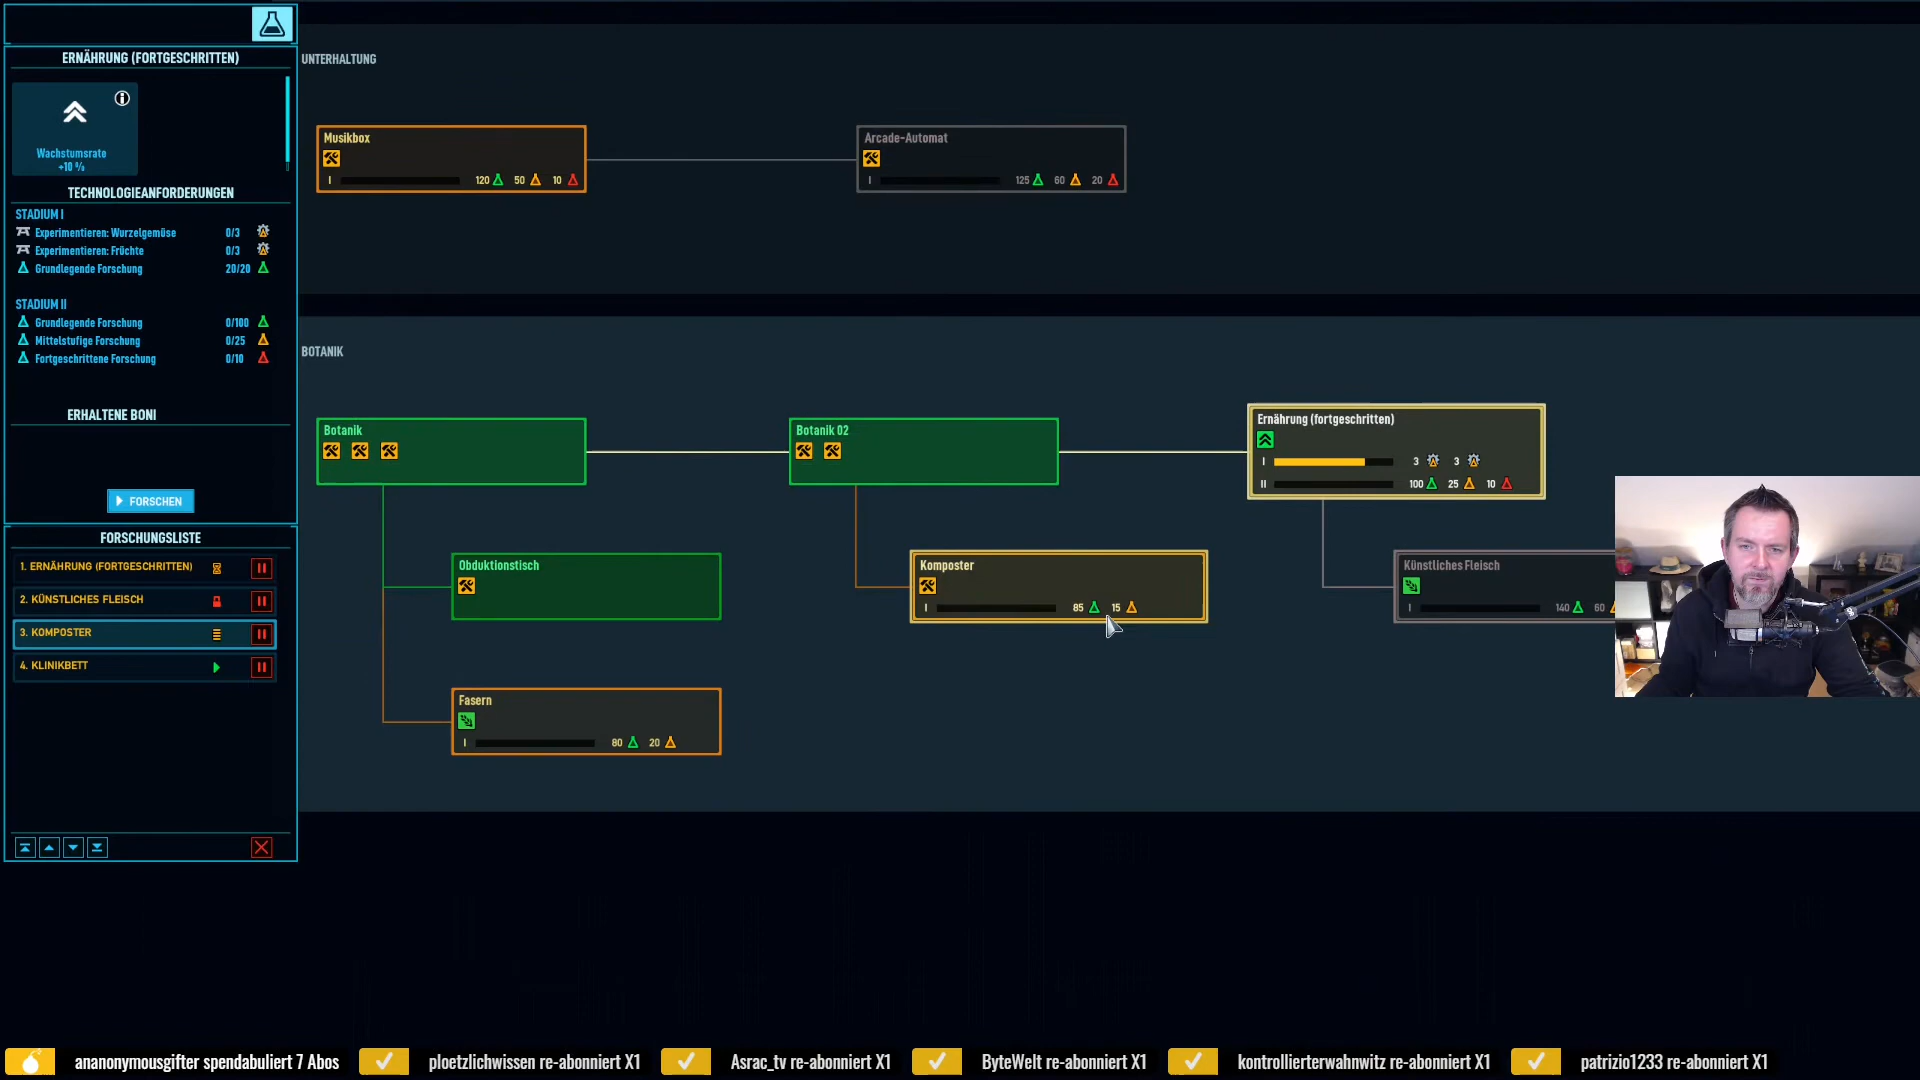 ERNÄHRUNG (FORTGESCHRITTEN)
Wachstumsrate
+10 %
TECHNOLOGIEANFORDERUNGEN
STADIUM I
Experimentieren: Wurzelgemüse 0/3
Experimentieren: Früchte 0/3
Grundlegende Forschung 20/20
STADIUM II
Grundlegende Forschung 0/100
Mittelstufige Forschung 0/25
Fortgeschrittene Forschung 0/10
ERHALTENE BONI
FORSCHEN
FORSCHUNGSLISTE
1. ERNÄHRUNG (FORTGESCHRITTEN)
2. KÜNSTLICHES FLEISCH
3. KOMPOSTER
4. KLINIKBETT
UNTERHALTUNG
Musikbox
I 120 50 10
Arcade-Automat
I 125 60 20
BOTANIK
Botanik
Botanik 02
Ernährung (fortgeschritten)
I 3 3
II 100 25 10
Obduktionstisch
Komposter
I 85 15
Künstliches Fleisch
I 140 60
Fasern
I 80 20
ananonymousgifter spendabuliert 7 Abos ploetzlichwissen re-abonniert X1 Asrac_tv re-abonniert X1 ByteWelt re-abonniert X1 kontrollierterwahnwitz re-abonniert X1 patrizio1233 re-abonniert X1